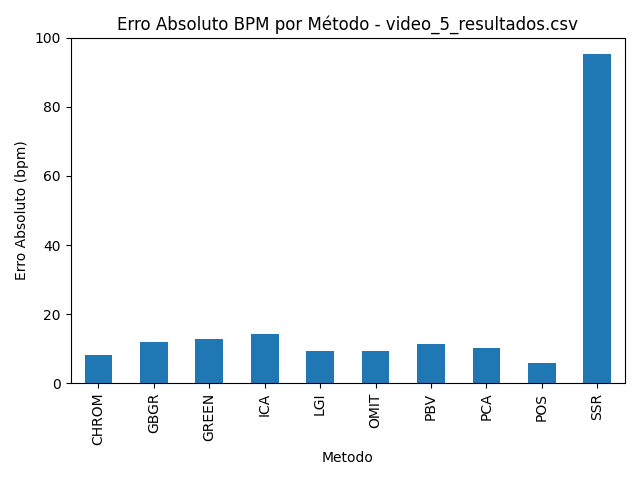 Erro Absoluto BPM por Método - video_5_resultados.csv
Erro Absoluto (bpm)
100
80
60
40
20
0
CHROM
GBGR
GREEN
ICA
LGI
OMIT
PBV
PCA
POS
SSR
Metodo